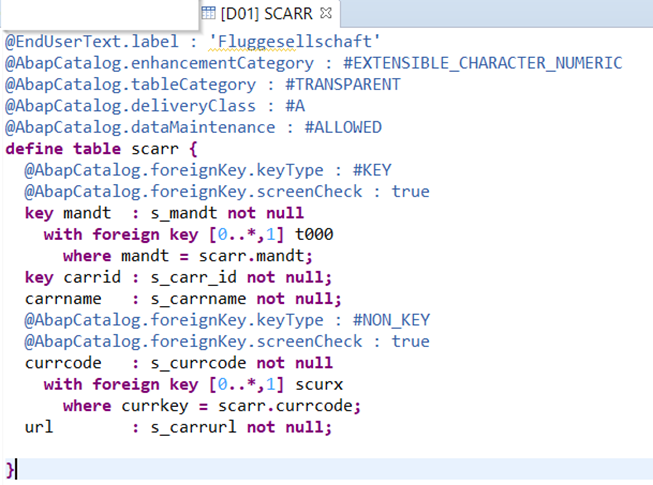 [D01] SCARR
@EndUserText.label : 'Fluggesellschaft'
@AbapCatalog.enhancementCategory : #EXTENSIBLE_CHARACTER_NUMERIC
@AbapCatalog.tableCategory : #TRANSPARENT
@AbapCatalog.deliveryClass : #A
@AbapCatalog.dataMaintenance : #ALLOWED
define table scarr {
  @AbapCatalog.foreignKey.keyType : #KEY
  @AbapCatalog.foreignKey.screenCheck : true
  key mandt  : s_mandt not null
    with foreign key [0..*,1] t000
      where mandt = scarr.mandt;
  key carrid : s_carr_id not null;
  carrname   : s_carrname not null;
  @AbapCatalog.foreignKey.keyType : #NON_KEY
  @AbapCatalog.foreignKey.screenCheck : true
  currcode   : s_currcode not null
    with foreign key [0..*,1] scurx
      where currkey = scarr.currcode;
  url        : s_carrurl not null;
}